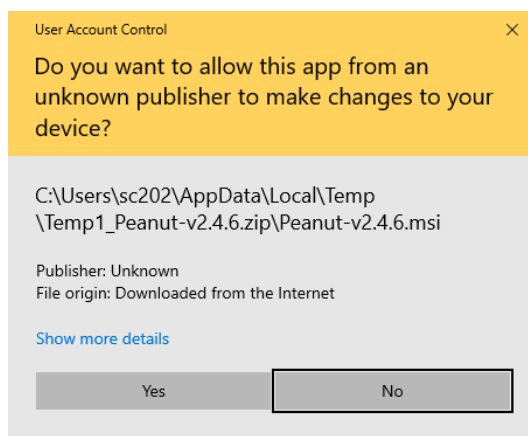 User Account Control
Do you want to allow this app from an
unknown publisher to make changes to your
device?
C:\Users\sc202\AppData\Local\Temp
\Temp1_Peanut-v2.4.6.zip\Peanut-v2.4.6.msi
Publisher: Unknown
File origin: Downloaded from the Internet
Show more details
Yes
No